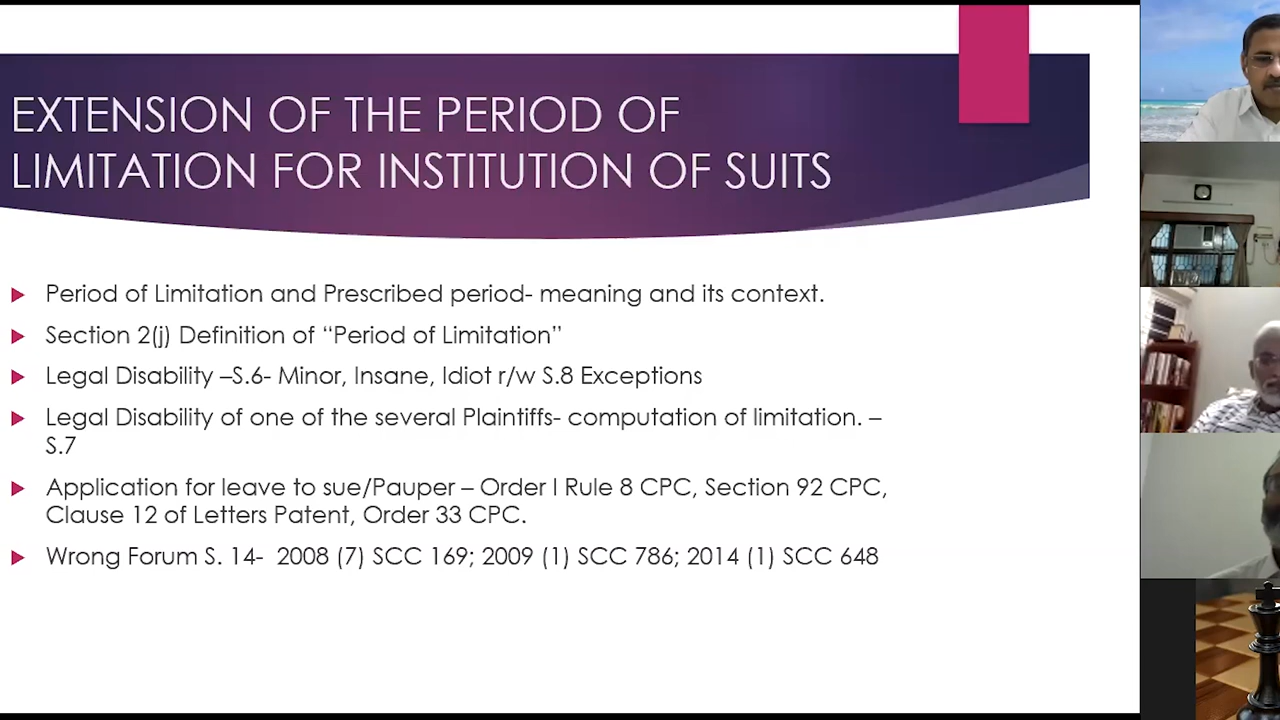 EXTENSION OF THE PERIOD OF
LIMITATION FOR INSTITUTION OF SUITS
Period of Limitation and Prescribed period- meaning and its context.
Section 2(j) Definition of “Period of Limitation”
Legal Disability –S.6- Minor, Insane, Idiot r/w S.8 Exceptions
Legal Disability of one of the several Plaintiffs- computation of limitation. –
S.7
Application for leave to sue/Pauper – Order I Rule 8 CPC, Section 92 CPC,
Clause 12 of Letters Patent, Order 33 CPC.
Wrong Forum S. 14- 2008 (7) SCC 169; 2009 (1) SCC 786; 2014 (1) SCC 648